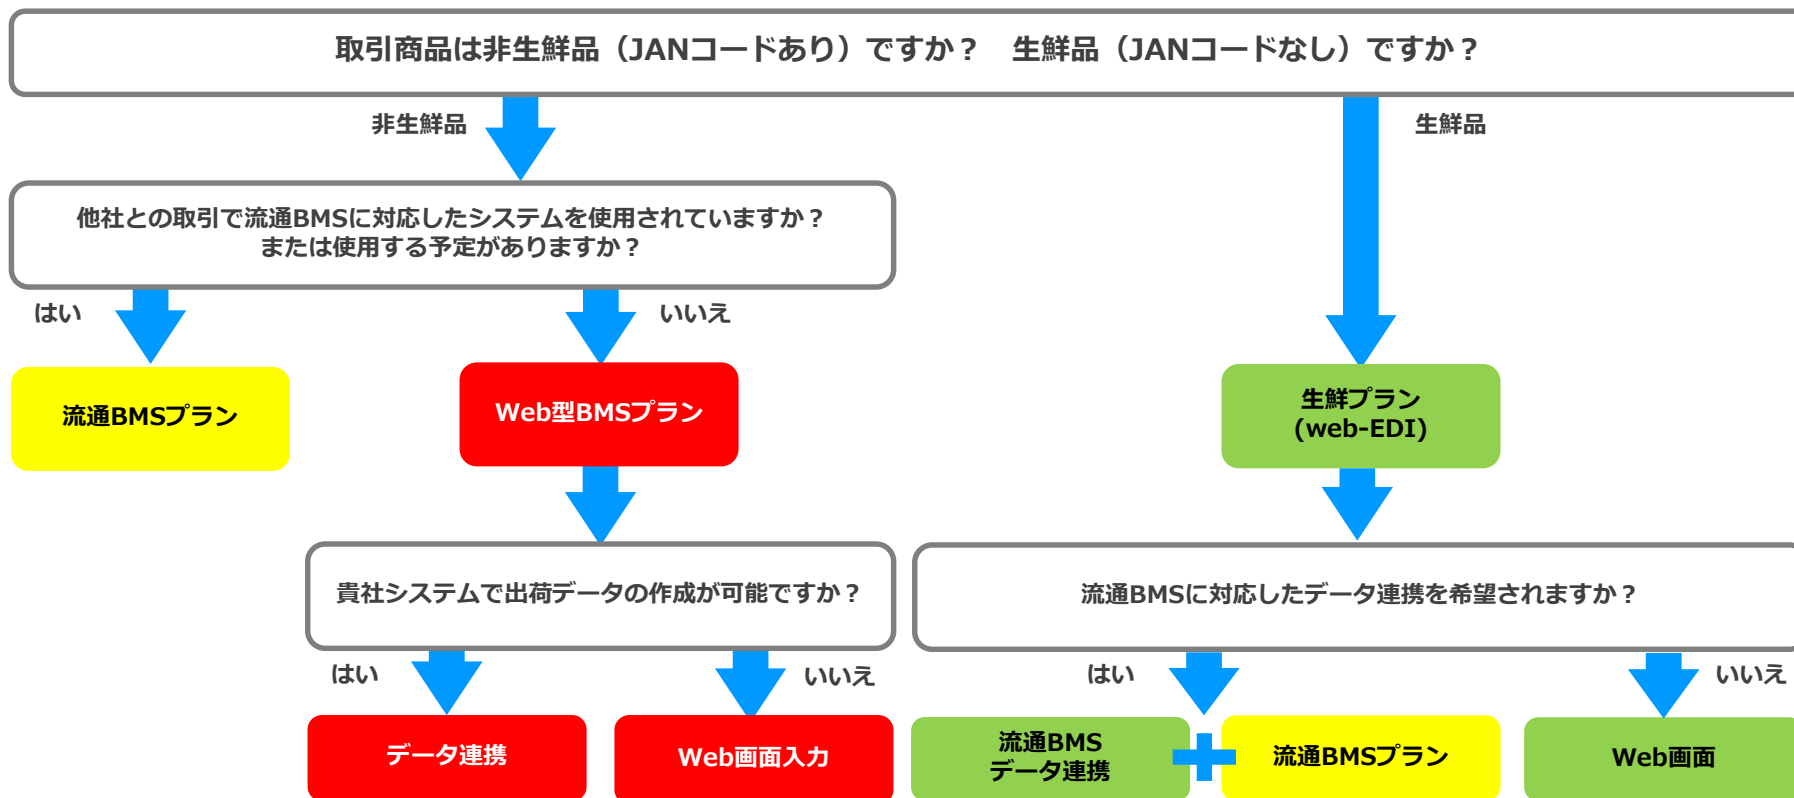 取引商品は非生鮮品（JANコードあり）ですか？　生鮮品（JANコードなし）ですか？
非生鮮品
生鮮品
他社との取引で流通BMSに対応したシステムを使用されていますか？
または使用する予定がありますか？
はい
いいえ
流通BMSプラン
Web型BMSプラン
生鮮プラン
(web-EDI)
貴社システムで出荷データの作成が可能ですか？
流通BMSに対応したデータ連携を希望されますか？
はい
いいえ
はい
いいえ
データ連携
Web画面入力
流通BMS
データ連携
流通BMSプラン
Web画面